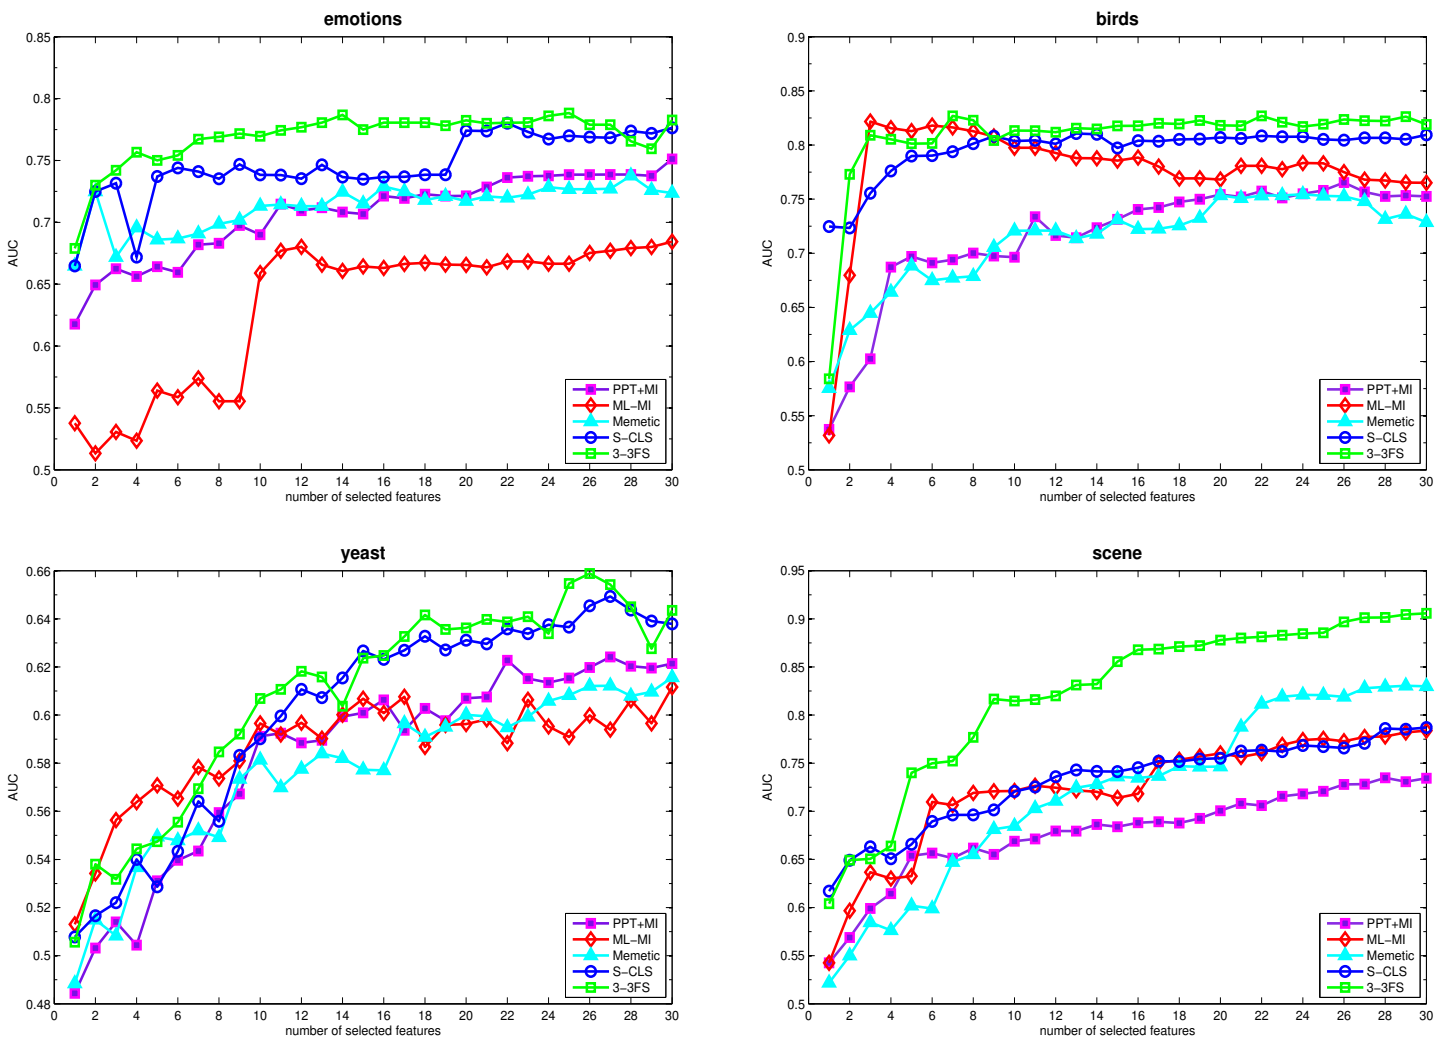 emotions
0.85
0.8
0.75
0.7
0.65
0.6
0.55
0.5
AUC
0 2 4 6 8 10 12 14 16 18 20 22 24 26 28 30
number of selected features
PPT+MI
ML−MI
Memetic
S−CLS
3−3FS
birds
0.9
0.85
0.8
0.75
0.7
0.65
0.6
0.55
0.5
AUC
0 2 4 6 8 10 12 14 16 18 20 22 24 26 28 30
number of selected features
PPT+MI
ML−MI
Memetic
S−CLS
3−3FS
yeast
0.66
0.64
0.62
0.6
0.58
0.56
0.54
0.52
0.5
0.48
AUC
0 2 4 6 8 10 12 14 16 18 20 22 24 26 28 30
number of selected features
PPT+MI
ML−MI
Memetic
S−CLS
3−3FS
scene
0.95
0.9
0.85
0.8
0.75
0.7
0.65
0.6
0.55
0.5
AUC
0 2 4 6 8 10 12 14 16 18 20 22 24 26 28 30
number of selected features
PPT+MI
ML−MI
Memetic
S−CLS
3−3FS